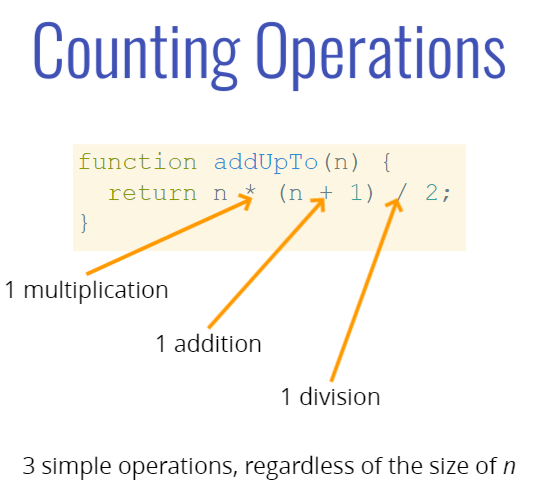 Counting Operations
function addUpTo(n) {
  return n * (n + 1) / 2;
}
1 multiplication
1 addition
1 division
3 simple operations, regardless of the size of n